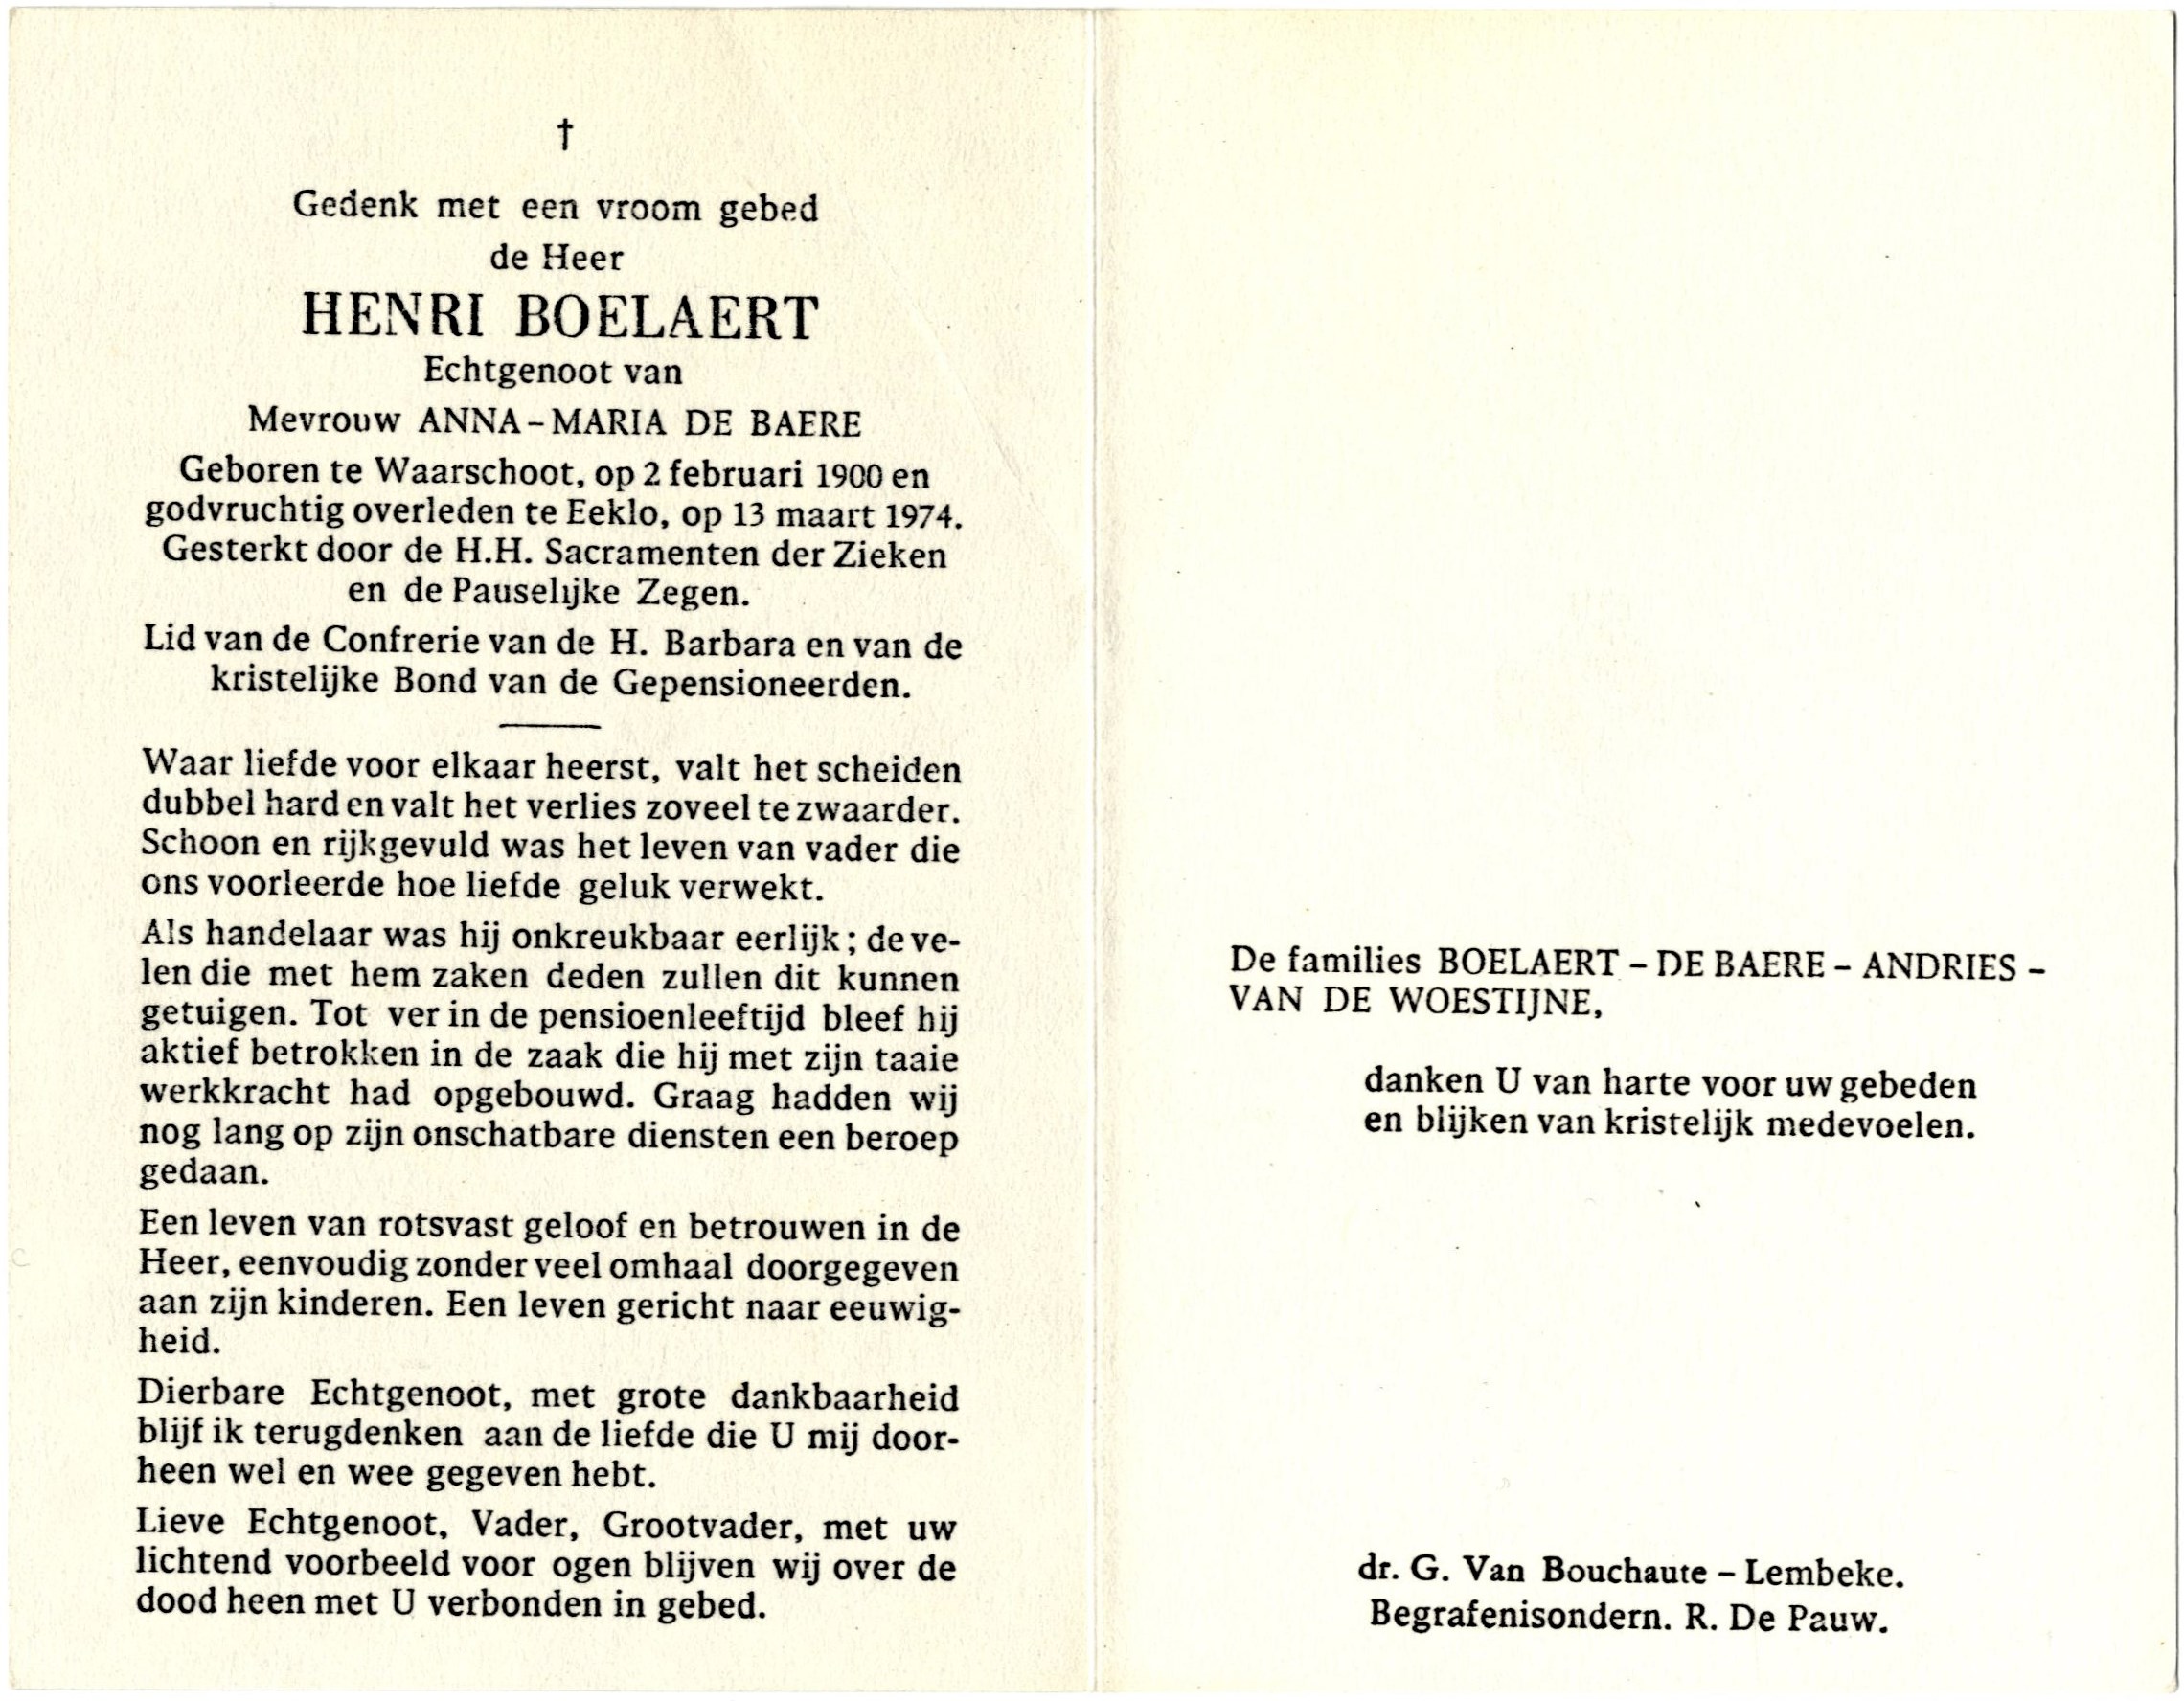 †
Gedenk met een vroom gebed
de Heer
HENRI BOELAERT
Echtgenoot van
Mevrouw ANNA-MARIA DE BAERE
Geboren te Waarschoot, op 2 februari 1900 en
godvruchtig overleden te Eeklo, op 13 maart 1974.
Gesterkt door de H.H. Sacramenten der Zieken
en de Pauselijke Zegen.
Lid van de Confrerie van de H. Barbara en van de
kristelijke Bond van de Gepensioneerden.
Waar liefde voor elkaar heerst, valt het scheiden
dubbel hard en valt het verlies zoveel te zwaarder.
Schoon en rijkgevuld was het leven van vader die
ons voorleerde hoe liefde geluk verwekt.
Als handelaar was hij onkreukbaar eerlijk; de ve-
len die met hem zaken deden zullen dit kunnen
getuigen. Tot ver in de pensioenleeftijd bleef hij
aktief betrokken in de zaak die hij met zijn taaie
werkkracht had opgebouwd. Graag hadden wij
nog lang op zijn onschatbare diensten een beroep
gedaan.
Een leven van rotsvast geloof en betrouwen in de
Heer, eenvoudig zonder veel omhaal doorgegeven
aan zijn kinderen. Een leven gericht naar eeuwig-
heid.
Dierbare Echtgenoot, met grote dankbaarheid
blijf ik terugdenken aan de liefde die U mij door-
heen wel en wee gegeven hebt.
Lieve Echtgenoot, Vader, Grootvader, met uw
lichtend voorbeeld voor ogen blijven wij over de
dood heen met U verbonden in gebed.
De families BOELAERT - DE BAERE - ANDRIES -
VAN DE WOESTIJNE,
danken U van harte voor uw gebeden
en blijken van kristelijk medevoelen.
dr. G. Van Bouchaute - Lembeke.
Begrafenisondern. R. De Pauw.